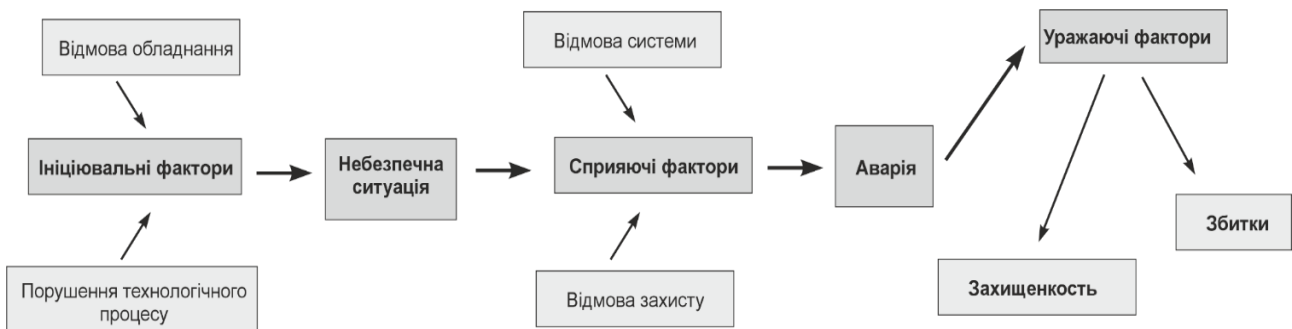 Відмова обладнання
Ініціювальні фактори
Порушення технологічного
процесу
Небезпечна
ситуація
Відмова системи
Сприяючі фактори
Відмова захисту
Аварія
Уражаючі фактори
Збитки
Захищенкость